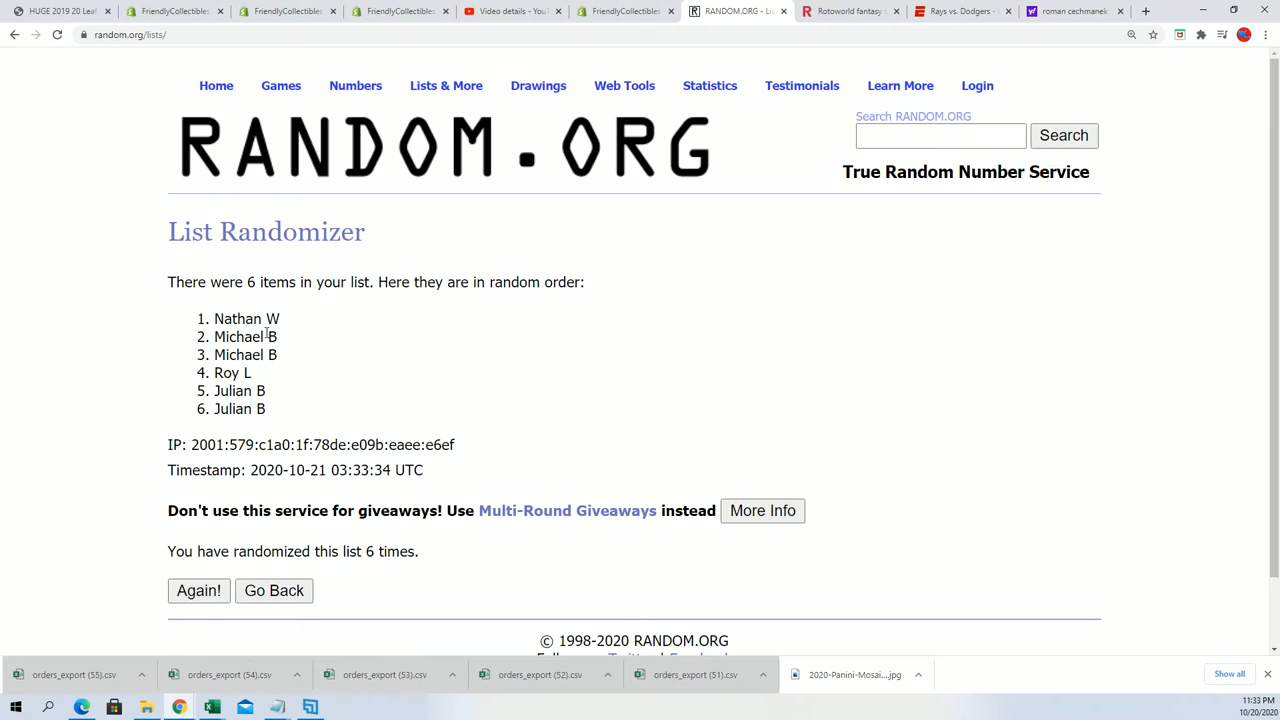 HUGE 2019 20 Leaf
FriendlyCollectibles
FriendlyCollectibles
FriendlyCollectibles
Video details - YouT
FriendlyCollectibles
RANDOM.ORG - Li
Rotoworld fantasy s
Rays vs. Dodgers -
roman cechmanek
random.org/lists/
Home Games Numbers Lists & More Drawings Web Tools Statistics Testimonials Learn More Login
RANDOM.ORG
Search RANDOM.ORG
Search
True Random Number Service
List Randomizer
There were 6 items in your list. Here they are in random order:
1. Nathan W
2. Michael B
3. Michael B
4. Roy L
5. Julian B
6. Julian B
IP: 2001:579:c1a0:1f:78de:e09b:eaee:e6ef
Timestamp: 2020-10-21 03:33:34 UTC
Don't use this service for giveaways! Use Multi-Round Giveaways instead More Info
You have randomized this list 6 times.
Again! Go Back
© 1998-2020 RANDOM.ORG
orders_export (55).csv
orders_export (54).csv
orders_export (53).csv
orders_export (52).csv
orders_export (51).csv
2020-Panini-Mosai....jpg
Show all
11:33 PM
10/20/2020